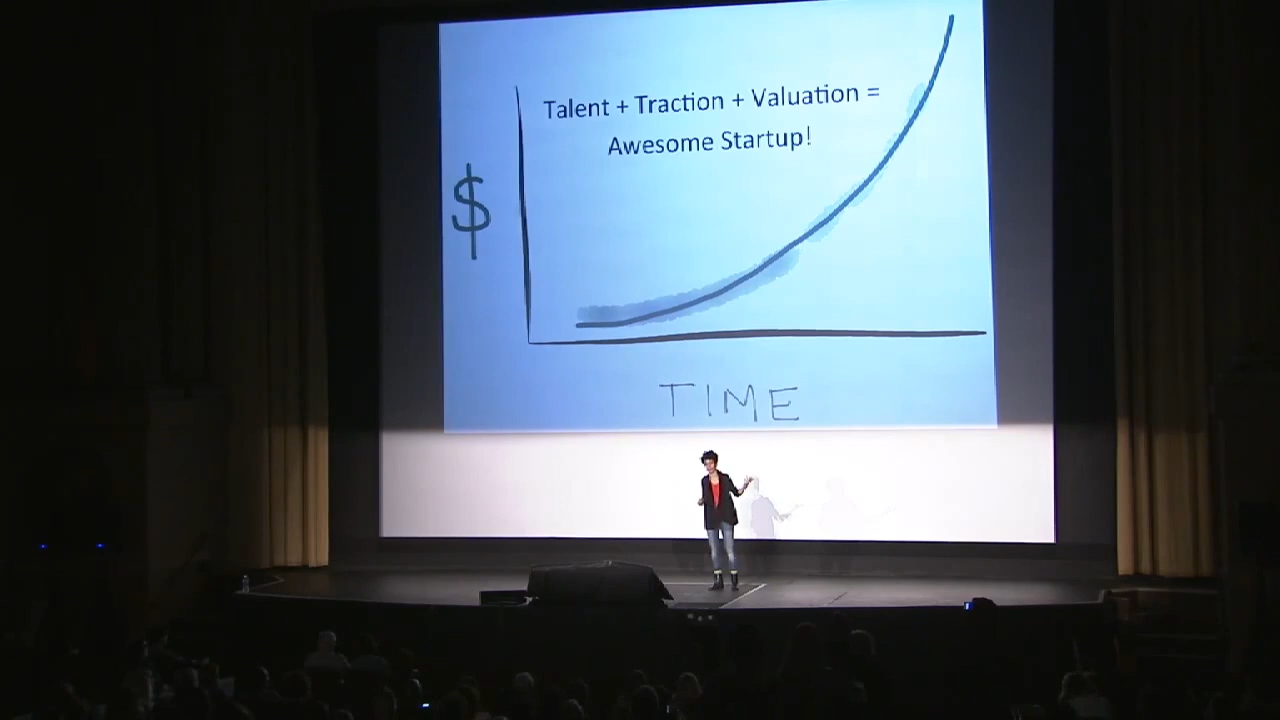 Talent + Traction + Valuation =
Awesome Startup!
$
TIME